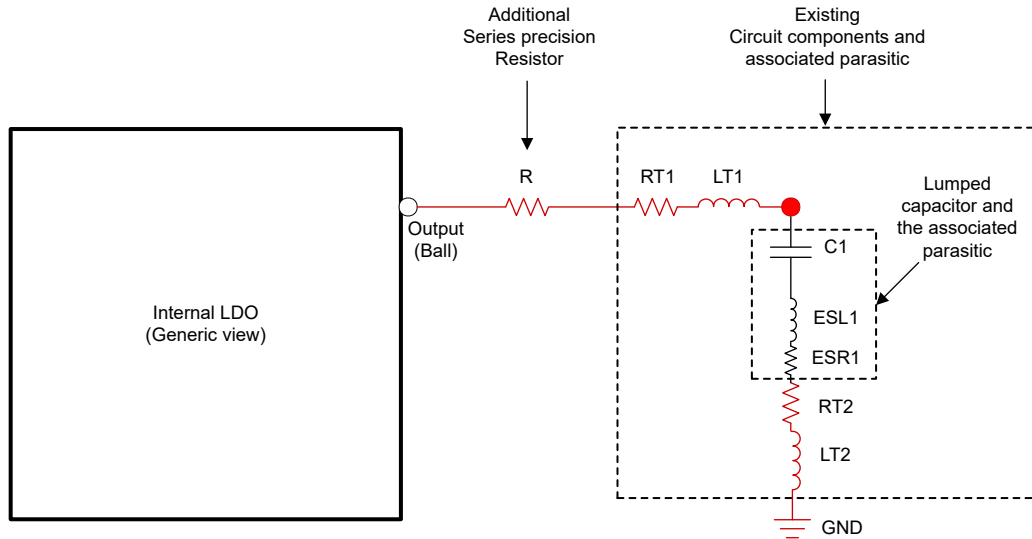 Additional
Series precision
Resistor
Existing
Circuit components and
associated parasitic
R
RT1
LT1
Lumped
capacitor and
the associated
parasitic
Output
(Ball)
C1
Internal LDO
(Generic view)
ESL1
ESR1
RT2
LT2
GND